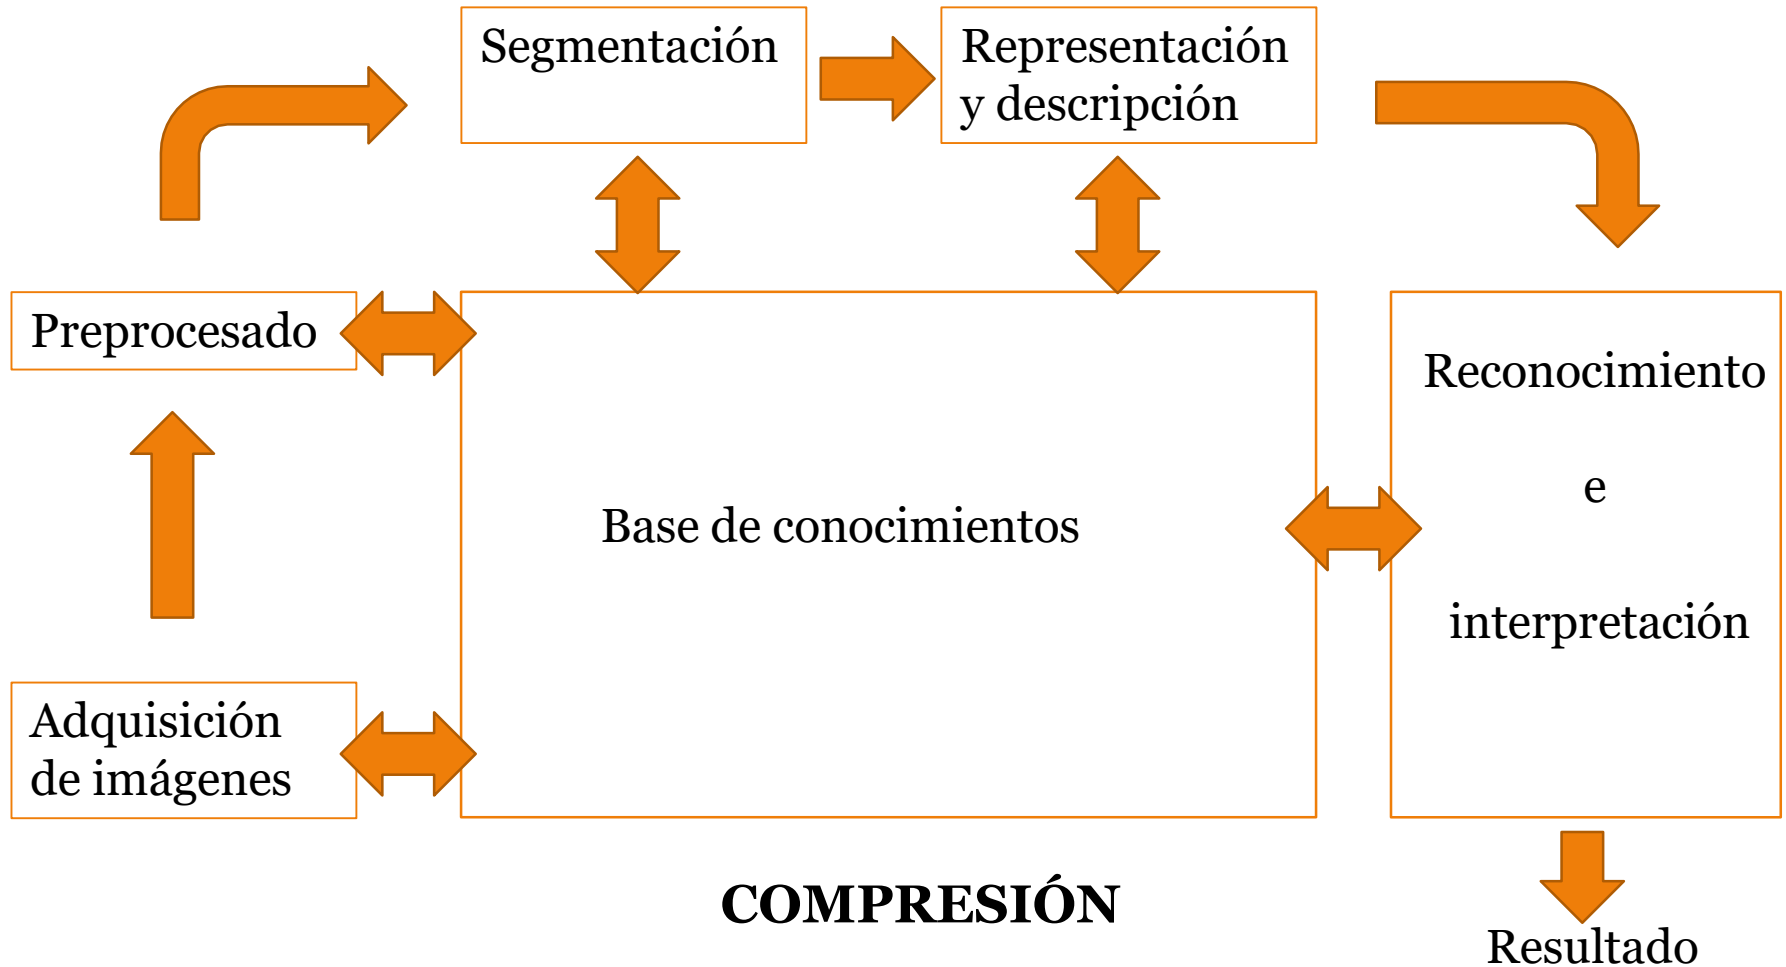 Segmentación
Representación
y descripción
Preprocesado
Reconocimiento
e
interpretación
Base de conocimientos
Adquisición
de imágenes
COMPRESIÓN
Resultado